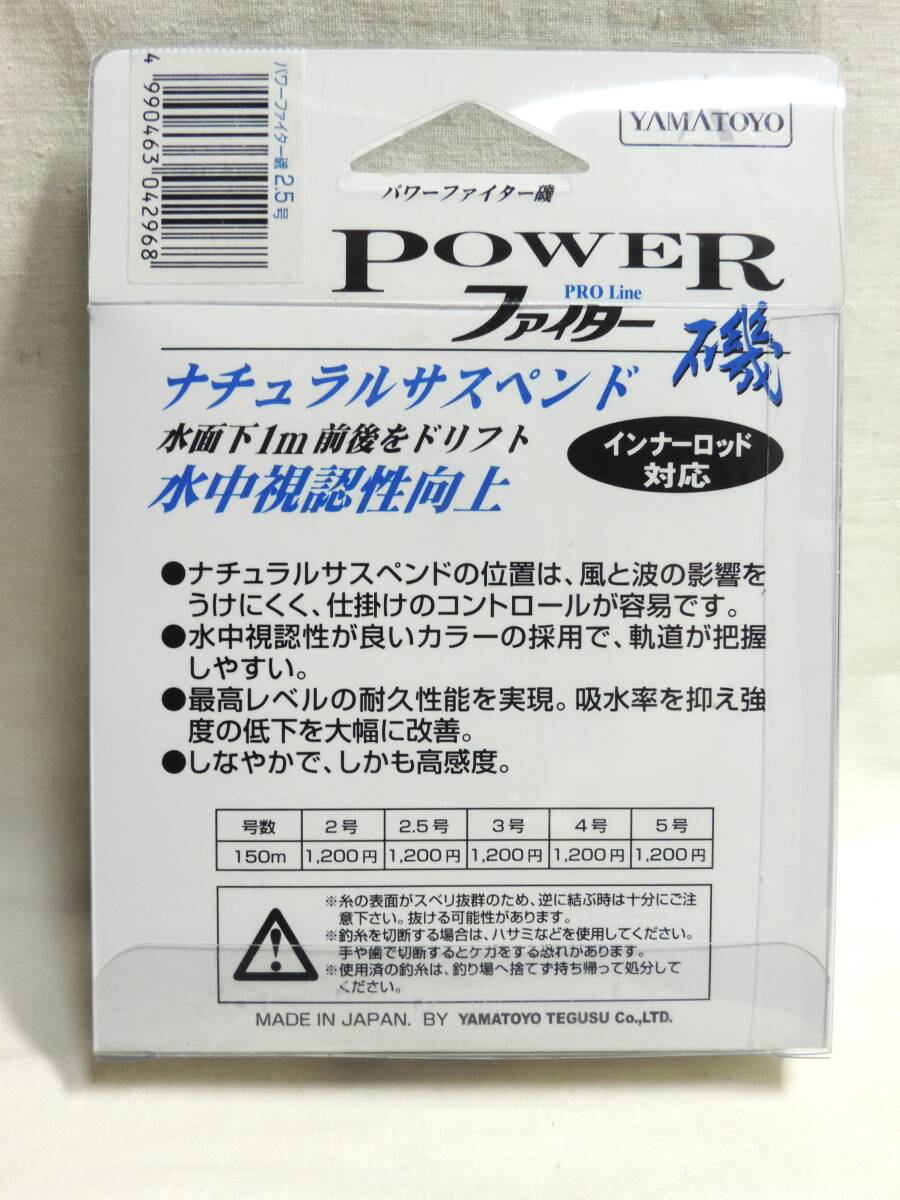 4 990463 042968
パワーファイター磯 2.5号
YAMATOYO
パワーファイター磯
POWER
PRO Line
ファイター 磯
ナチュラルサスペンド
水面下1m前後をドリフト
水中視認性向上
インナーロッド
対応
●ナチュラルサスペンドの位置は、風と波の影響を
うけにくく、仕掛けのコントロールが容易です。
●水中視認性が良いカラーの採用で、軌道が把握
しやすい。
●最高レベルの耐久性能を実現。吸水率を抑え強
度の低下を大幅に改善。
●しなやかで、しかも高感度。
号数 2号 2.5号 3号 4号 5号
150m 1,200円 1,200円 1,200円 1,200円 1,200円
※糸の表面がスベリ抜群のため、逆に結ぶ時は十分にご注
意下さい。抜ける可能性があります。
※釣糸を切断する場合は、ハサミなどを使用してください。
手や歯で切断するとケガをする恐れがあります。
※使用済の釣糸は、釣り場へ捨てず持ち帰って処分して
ください。
MADE IN JAPAN. BY YAMATOYO TEGUSU Co.,LTD.